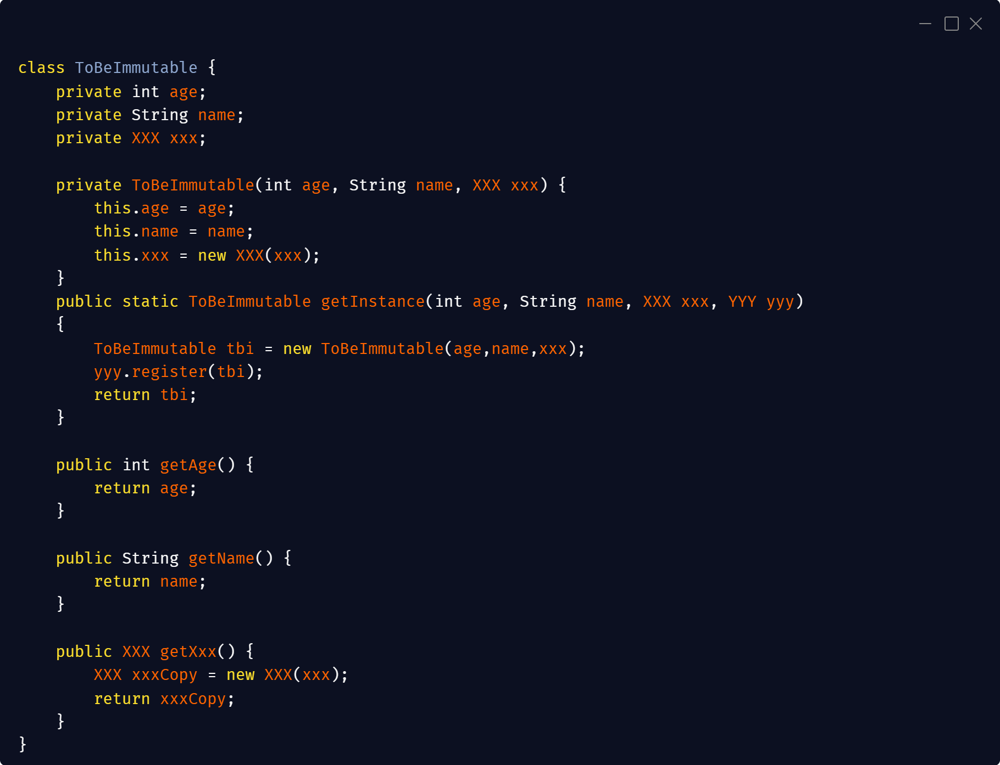 class ToBeImmutable {
    private int age;
    private String name;
    private XXX xxx;

    private ToBeImmutable(int age, String name, XXX xxx) {
        this.age = age;
        this.name = name;
        this.xxx = new XXX(xxx);
    }
    public static ToBeImmutable getInstance(int age, String name, XXX xxx, YYY yyy)
    {
        ToBeImmutable tbi = new ToBeImmutable(age,name,xxx);
        yyy.register(tbi);
        return tbi;
    }

    public int getAge() {
        return age;
    }

    public String getName() {
        return name;
    }

    public XXX getXxx() {
        XXX xxxCopy = new XXX(xxx);
        return xxxCopy;
    }
}